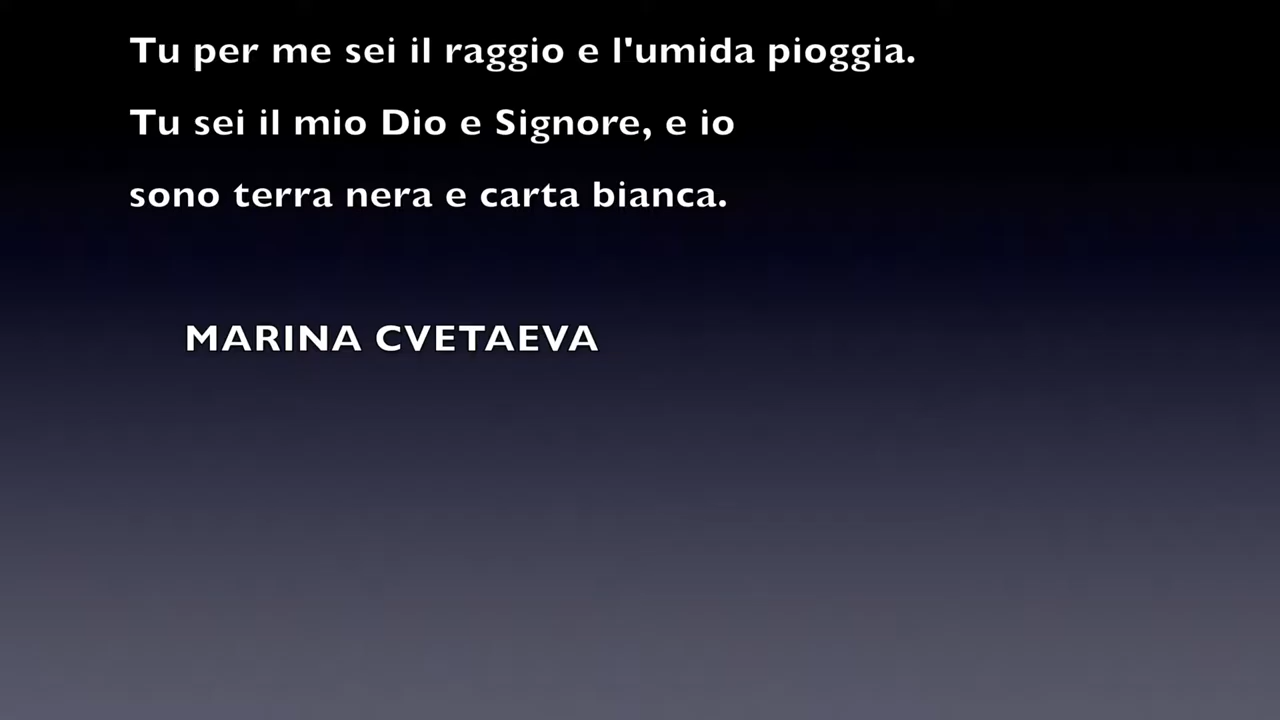 Tu per me sei il raggio e l'umida pioggia.
Tu sei il mio Dio e Signore, e io
sono terra nera e carta bianca.
MARINA CVETAEVA